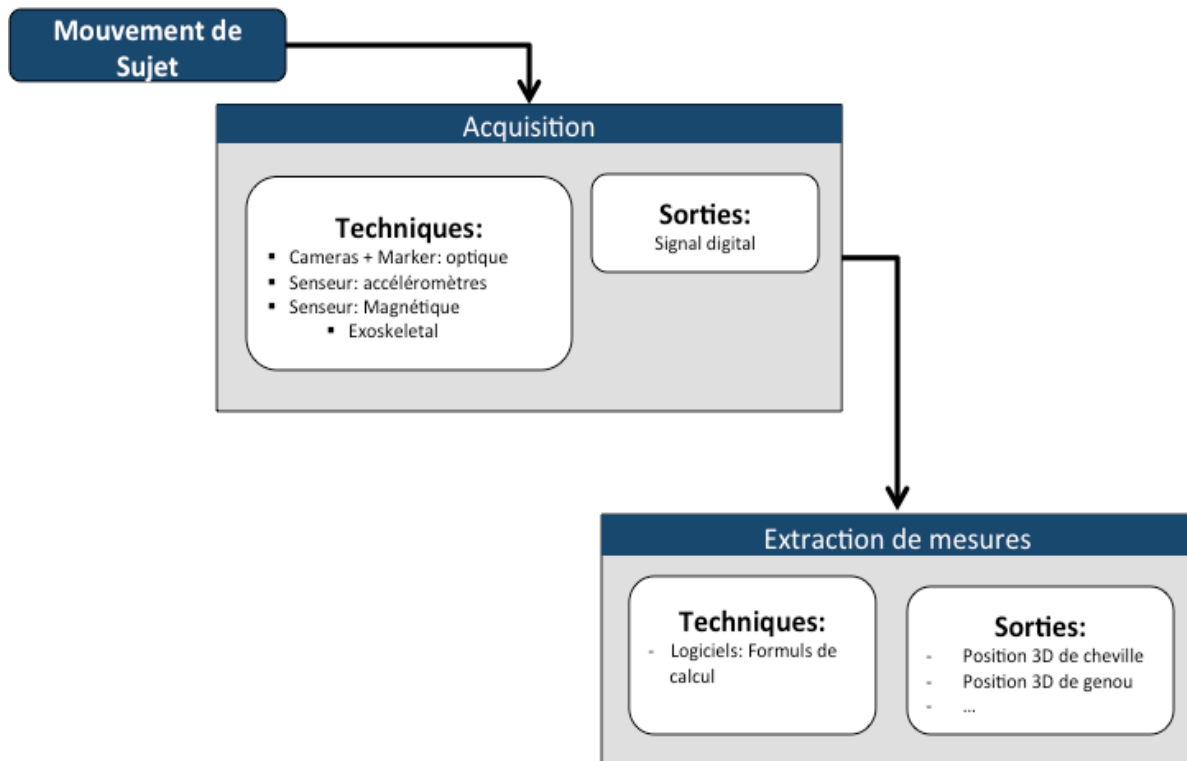 Mouvement de
Sujet
Acquisition
Techniques:
▪ Cameras + Marker: optique
▪ Senseur: accéléromètres
▪ Senseur: Magnétique
▪ Exoskeletal
Sorties:
Signal digital
Extraction de mesures
Techniques:
- Logiciels: Formuls de
calcul
Sorties:
- Position 3D de cheville
- Position 3D de genou
- ...